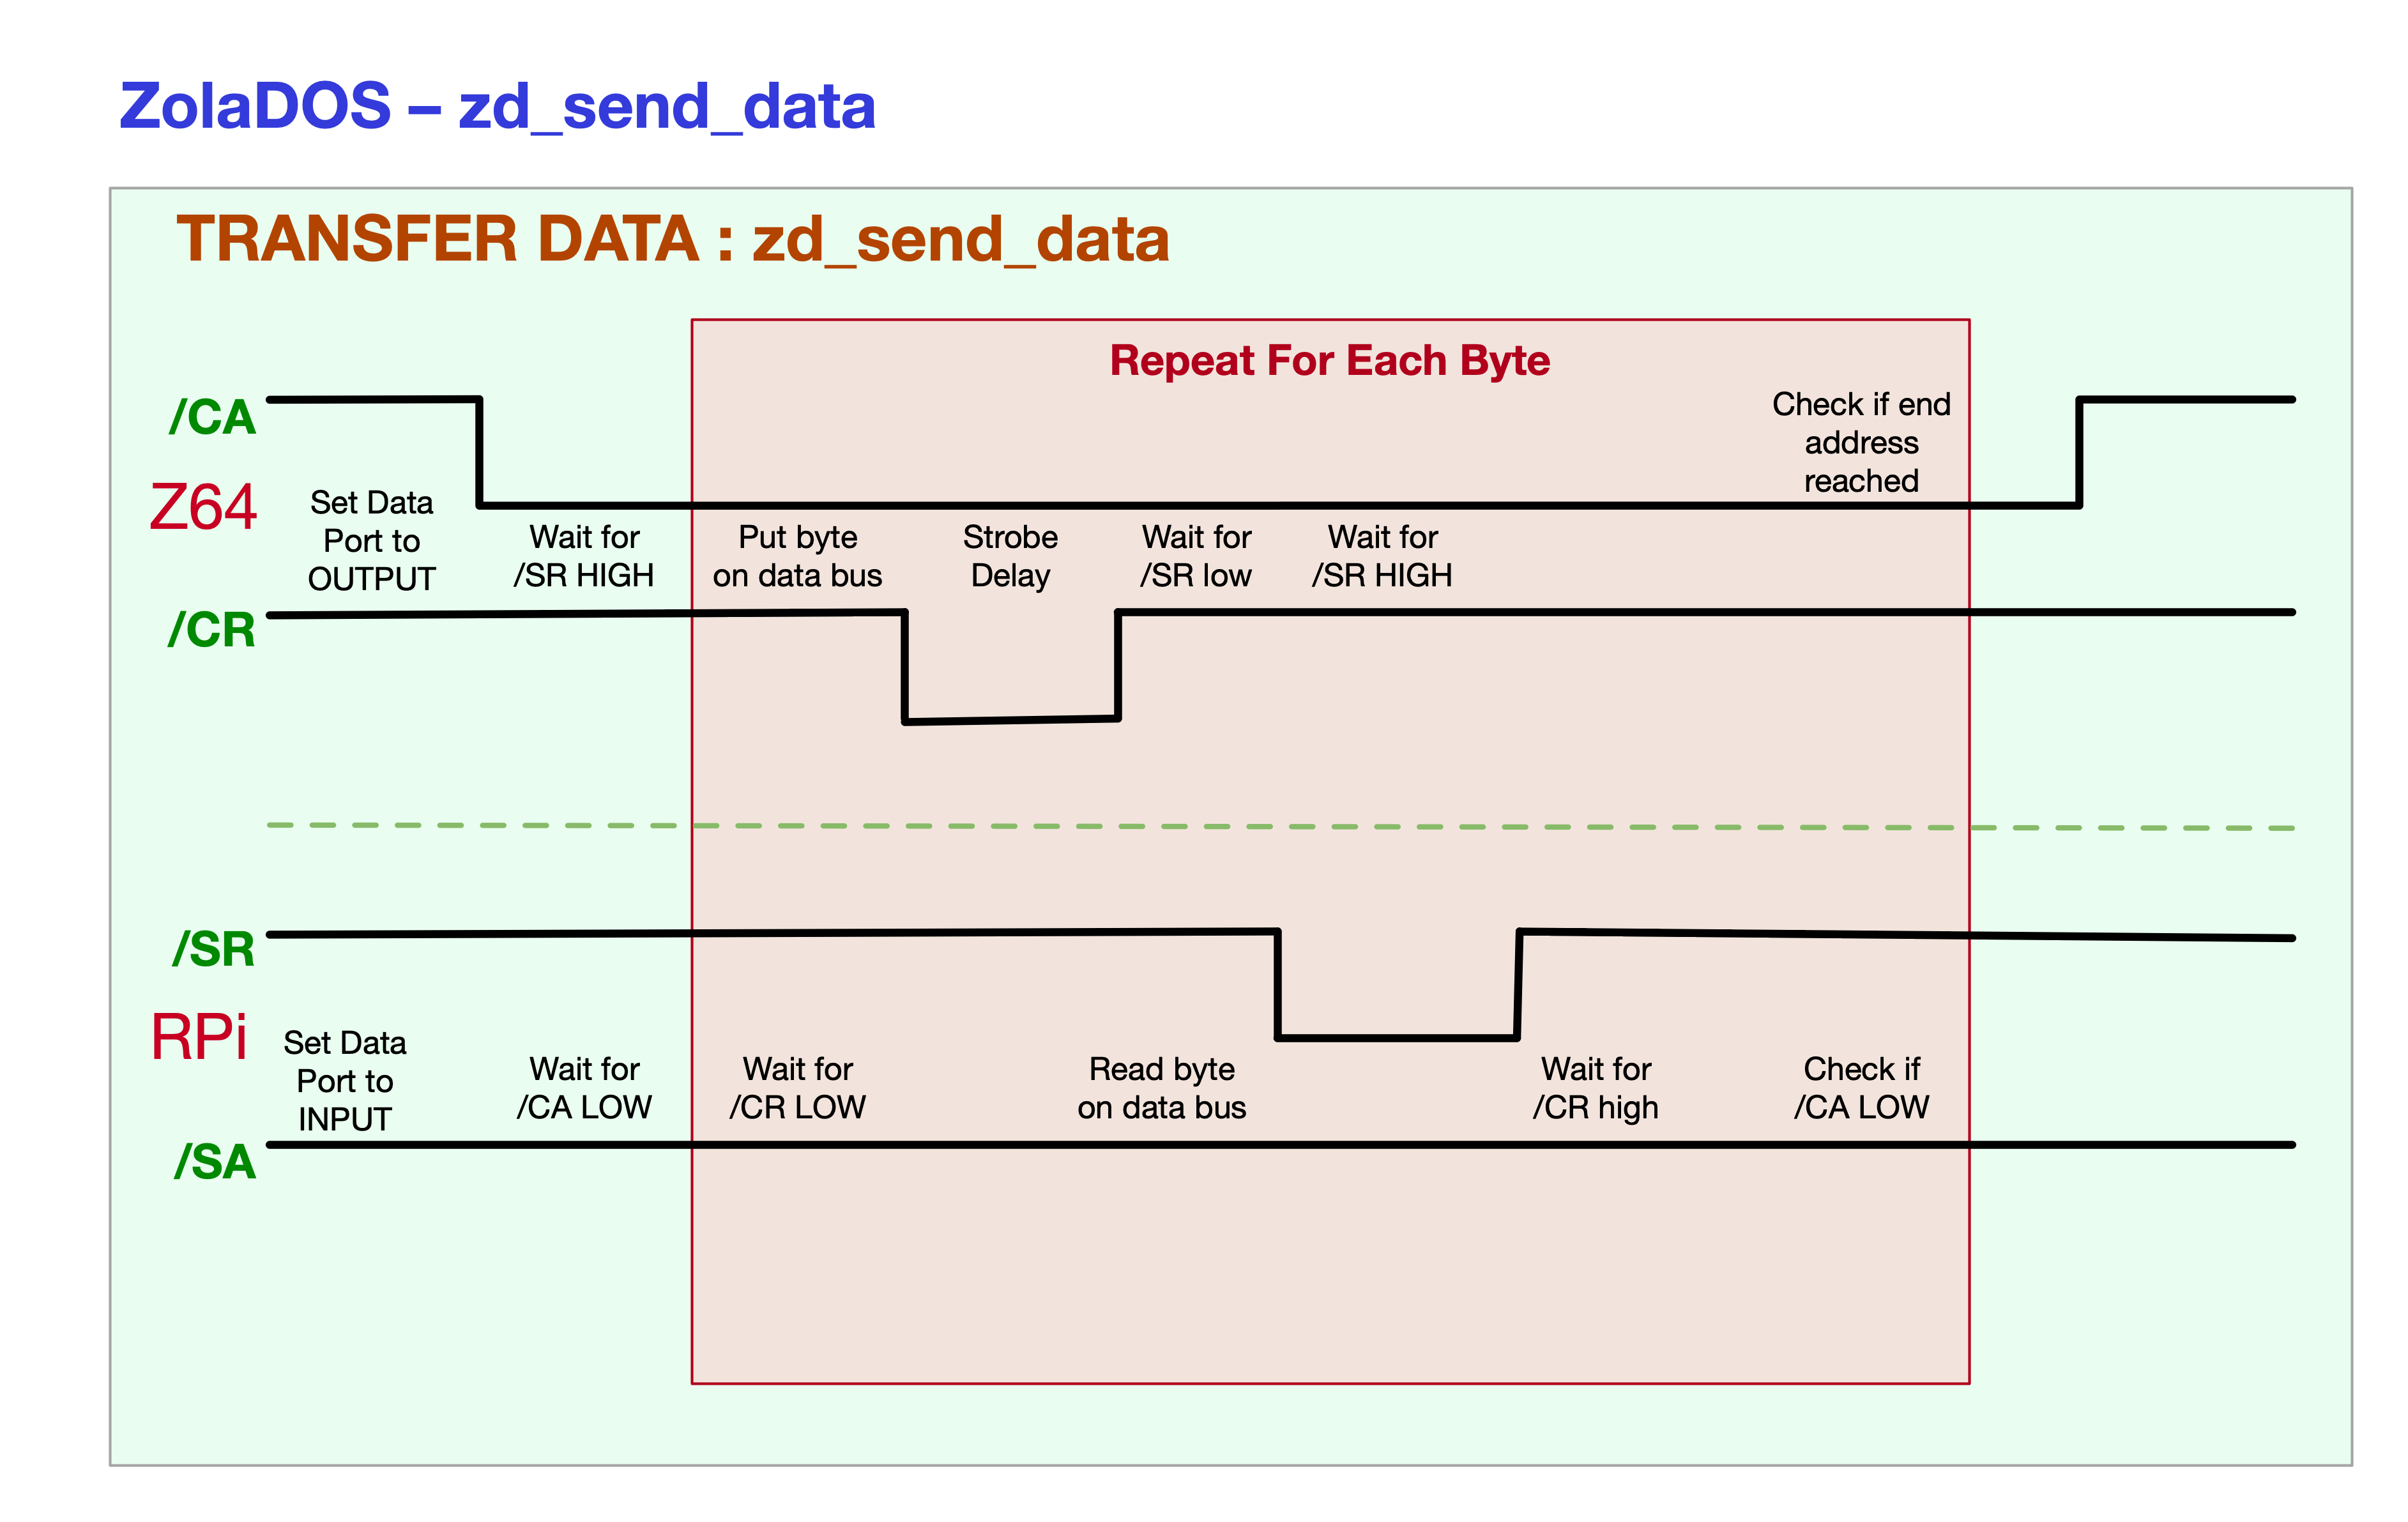 ZolaDOS – zd_send_data
TRANSFER DATA : zd_send_data
Repeat For Each Byte
/CA
Check if end
address
reached
Z64
Set Data
Port to
OUTPUT
Wait for
/SR HIGH
Put byte
on data bus
Strobe
Delay
Wait for
/SR low
Wait for
/SR HIGH
/CR
/SR
RPi
Set Data
Port to
INPUT
Wait for
/CA LOW
Wait for
/CR LOW
Read byte
on data bus
Wait for
/CR high
Check if
/CA LOW
/SA